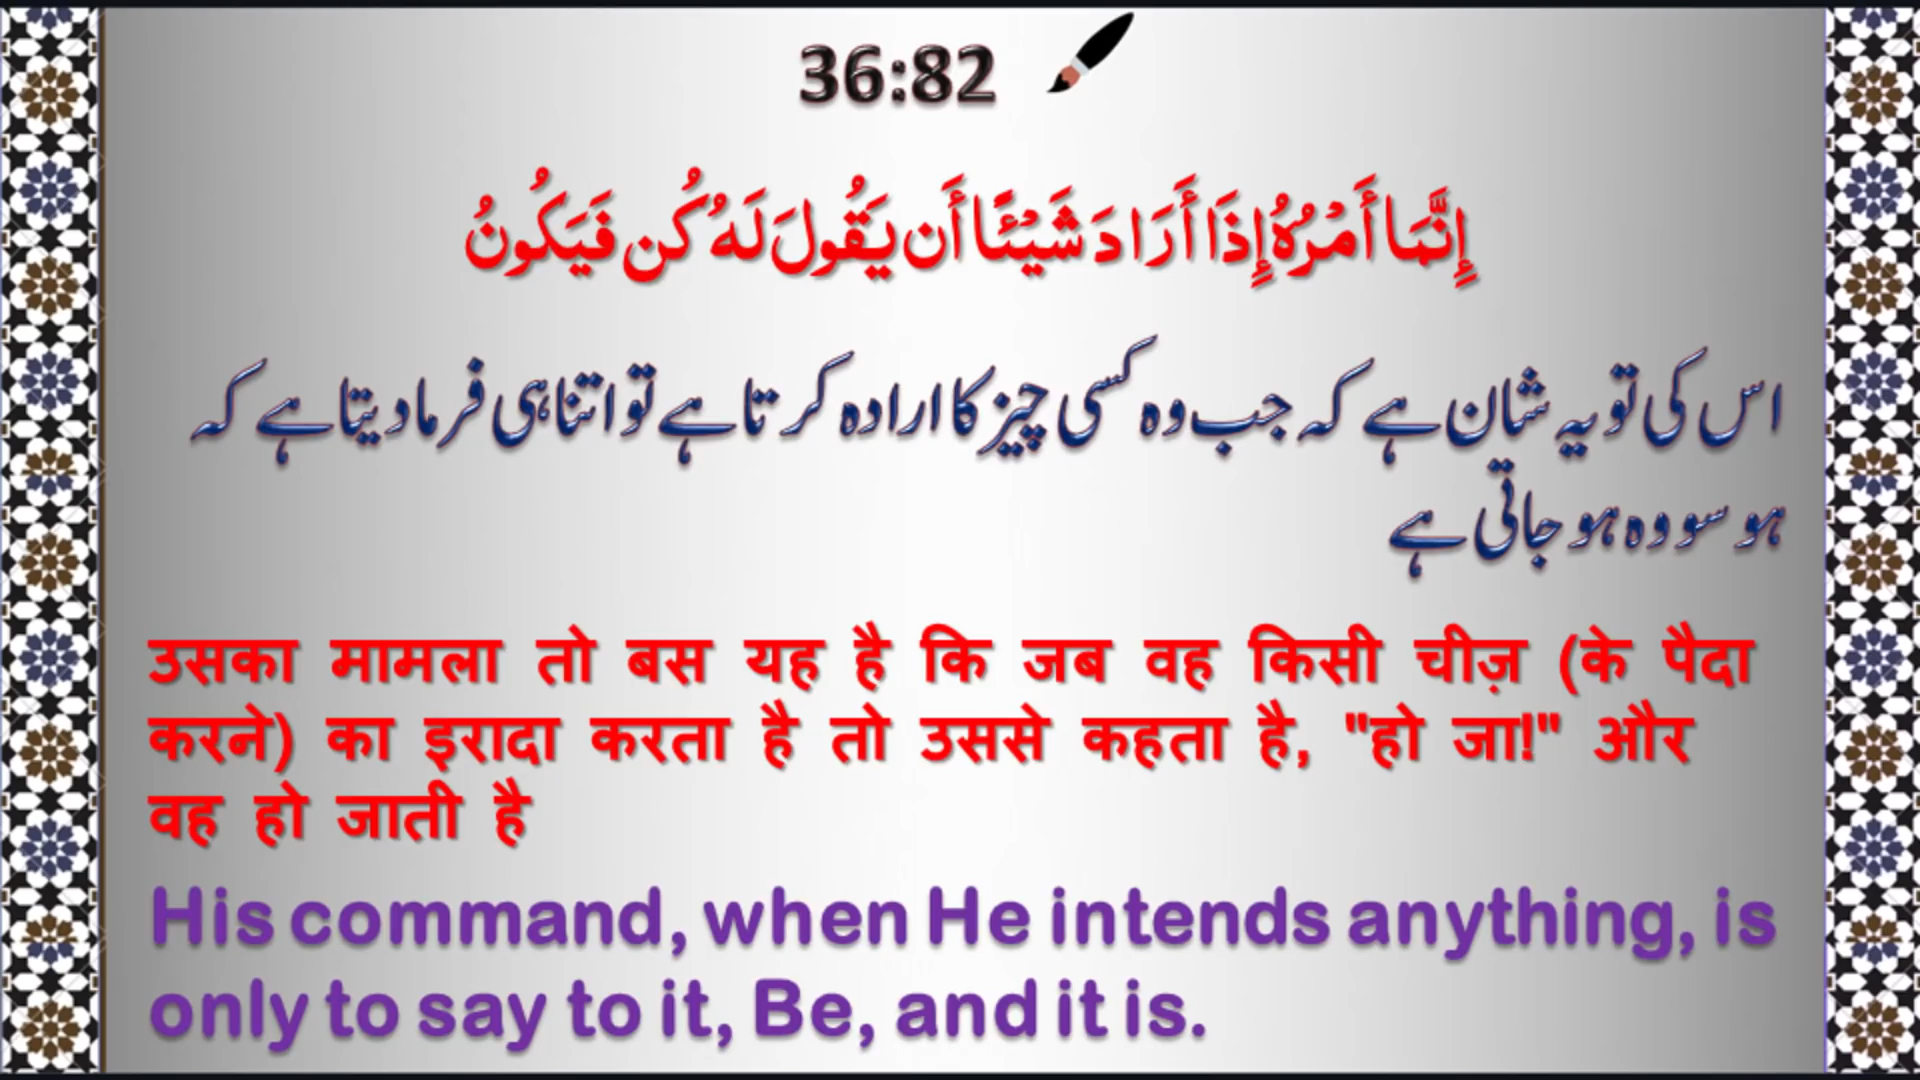 36:82
إِنَّمَا أَمْرُهُ إِذَا أَرَادَ شَيْئًا أَن يَقُولَ لَهُ كُن فَيَكُونُ
اس کی تو یہ شان ہے کہ جب وہ کسی چیز کا ارادہ کر تا ہے تو اتنا ہی فرما دیتا ہے کہ
ہو سو وہ ہو جاتی ہے
उसका मामला तो बस यह है कि जब वह किसी चीज़ (के पैदा
करने) का इरादा करता है तो उससे कहता है, "हो जा!" और
वह हो जाती है
His command, when He intends anything, is
only to say to it, Be, and it is.